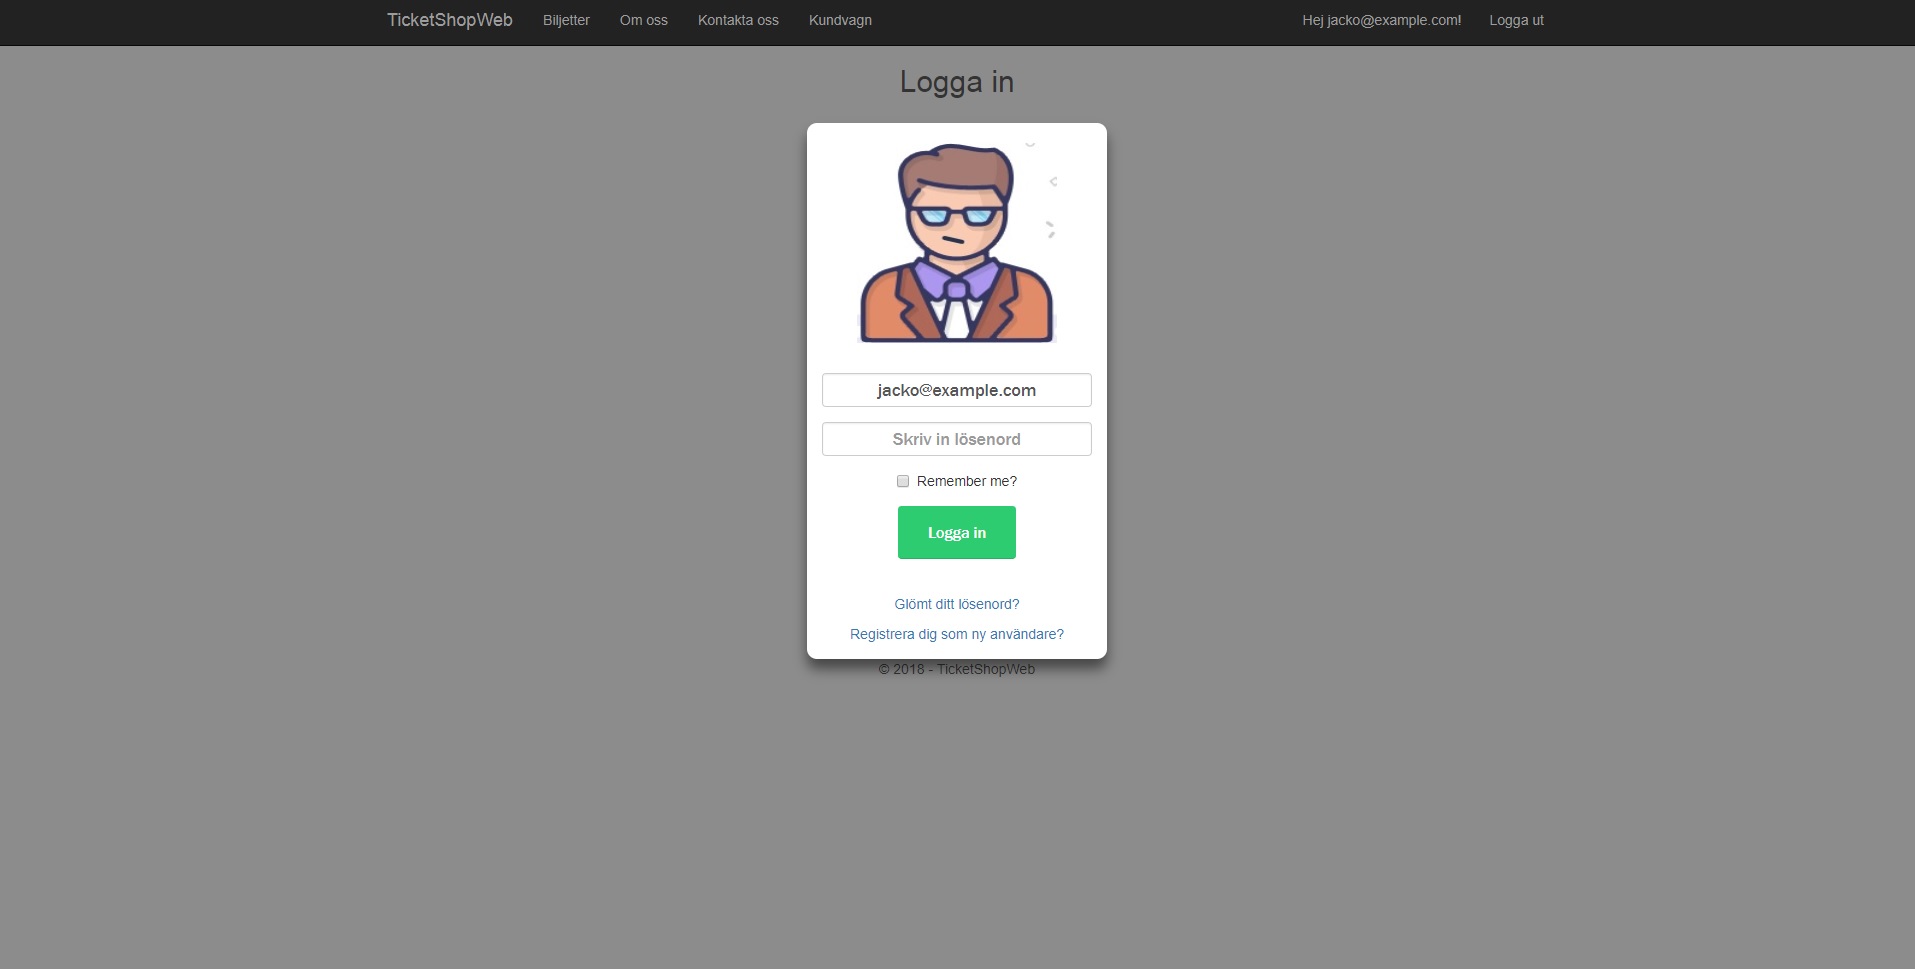 TicketShopWeb Biljetter Om oss Kontakta oss Kundvagn Hej jacko@example.com! Logga ut
Logga in
jacko@example.com
Skriv in lösenord
Remember me?
Logga in
Glömt ditt lösenord?
Registrera dig som ny användare?
© 2018 - TicketShopWeb